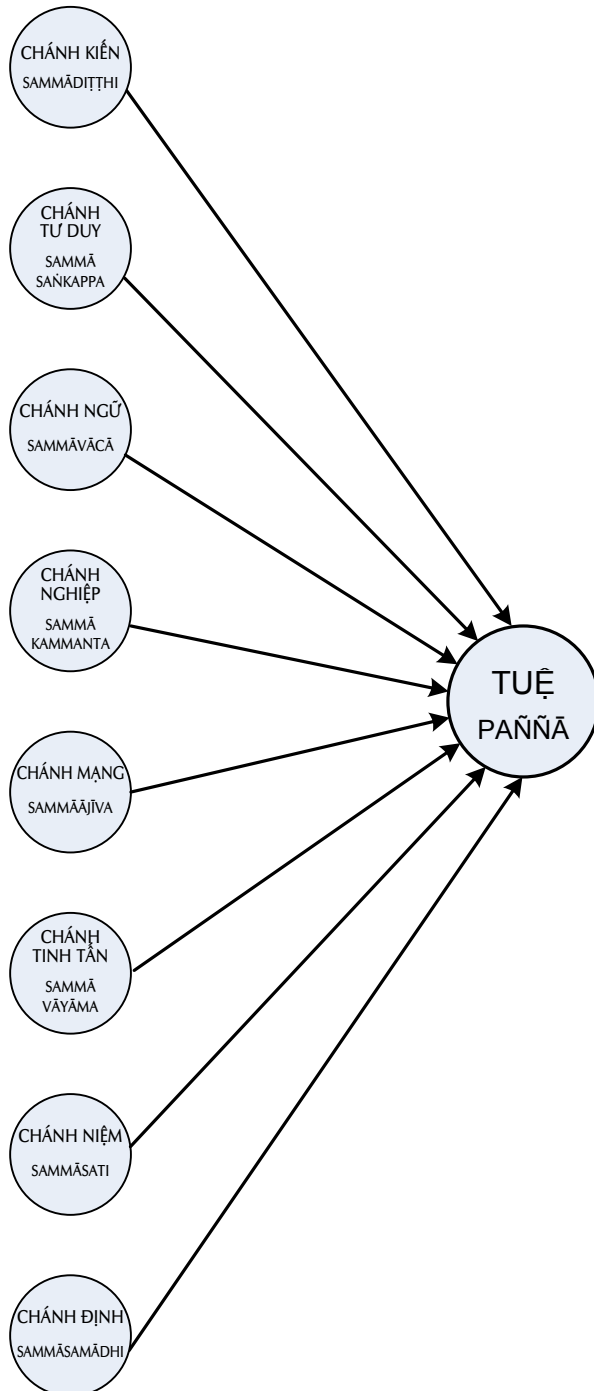 CHÁNH KIẾN
SAMMĀDIṬṬHI
CHÁNH
TƯ DUY
SAMMĀ
SAṄKAPPA
CHÁNH NGỮ
SAMMĀVĀCĀ
CHÁNH
NGHIỆP
SAMMĀ
KAMMANTA
CHÁNH MẠNG
SAMMĀĀJĪVA
CHÁNH
TINH TẤN
SAMMĀ
VĀYĀMA
CHÁNH NIỆM
SAMMĀSATI
CHÁNH ĐỊNH
SAMMĀSAMĀDHI
TUỆ
PAÑÑĀ